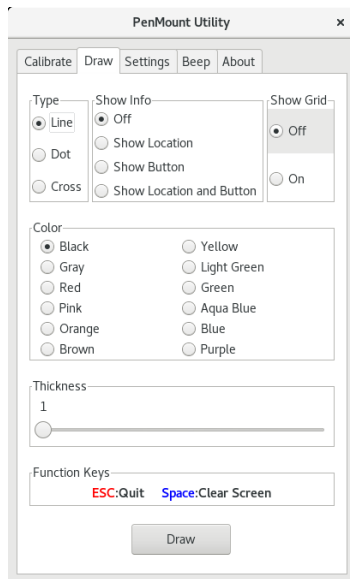 PenMount Utility ×
Calibrate Draw Settings Beep About
Type
Line
Dot
Cross
Show Info
Off
Show Location
Show Button
Show Location and Button
Show Grid
Off
On
Color
Black
Gray
Red
Pink
Orange
Brown
Yellow
Light Green
Green
Aqua Blue
Blue
Purple
Thickness
1
Function Keys
ESC:Quit Space:Clear Screen
Draw